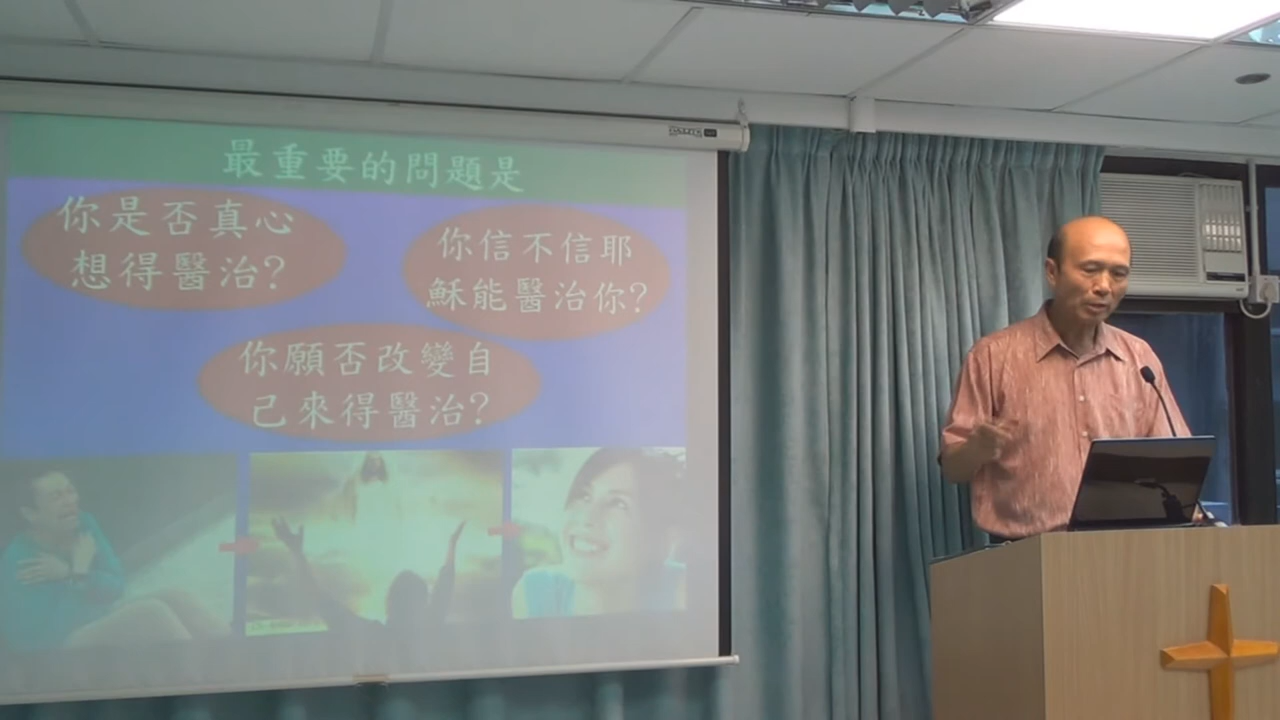 最重要的問題是
你是否真心
想得醫治?
你信不信耶
穌能醫治你?
你願否改變自
己來得醫治?